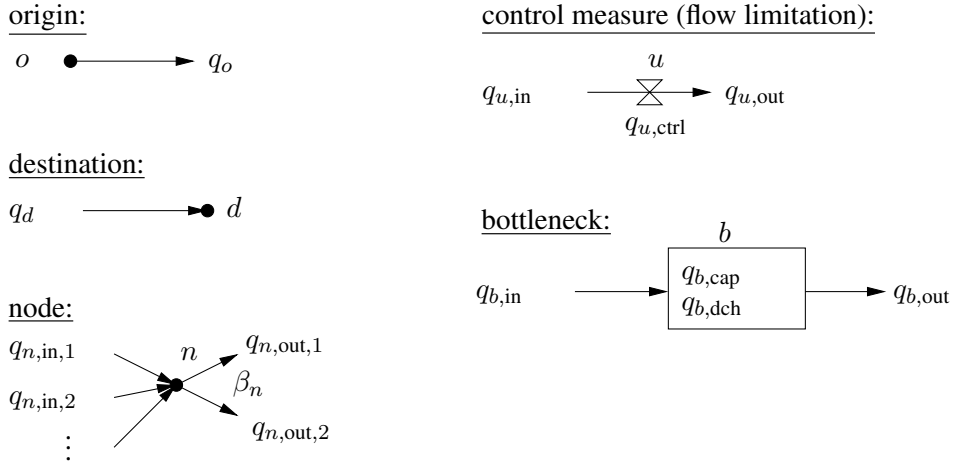 origin:
o q_o
destination:
q_d d
node:
q_{n,in,1} n q_{n,out,1}
q_{n,in,2} β_n
⋮ q_{n,out,2}
control measure (flow limitation):
u
q_{u,in} q_{u,out}
q_{u,ctrl}
bottleneck:
b
q_{b,cap}
q_{b,in} q_{b,out}
q_{b,dch}